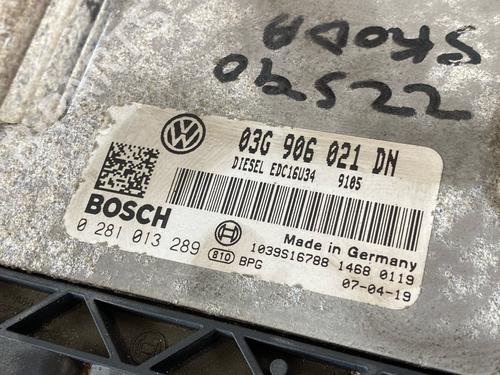 SKODA
092522
03G 906 021 DN
DIESEL EDC16U34 9105
BOSCH
0 281 013 289
Made in Germany
810 BPG
1039S16788 1468 0119
07-04-19